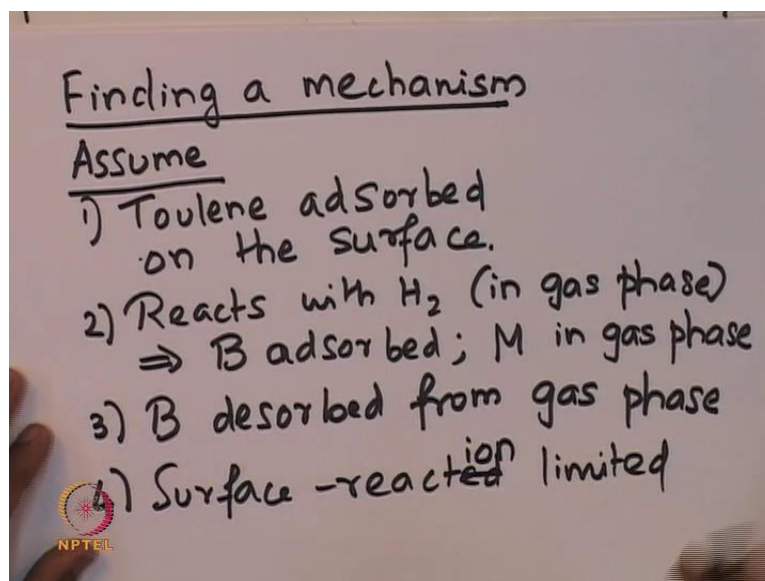 Finding a mechanism
Assume
1) Toulene adsorbed
on the surface.
2) Reacts with H₂ (in gas phase)
⇒ B adsorbed; M in gas phase
3) B desorbed from gas phase
4) Surface -reaction limited
NPTEL